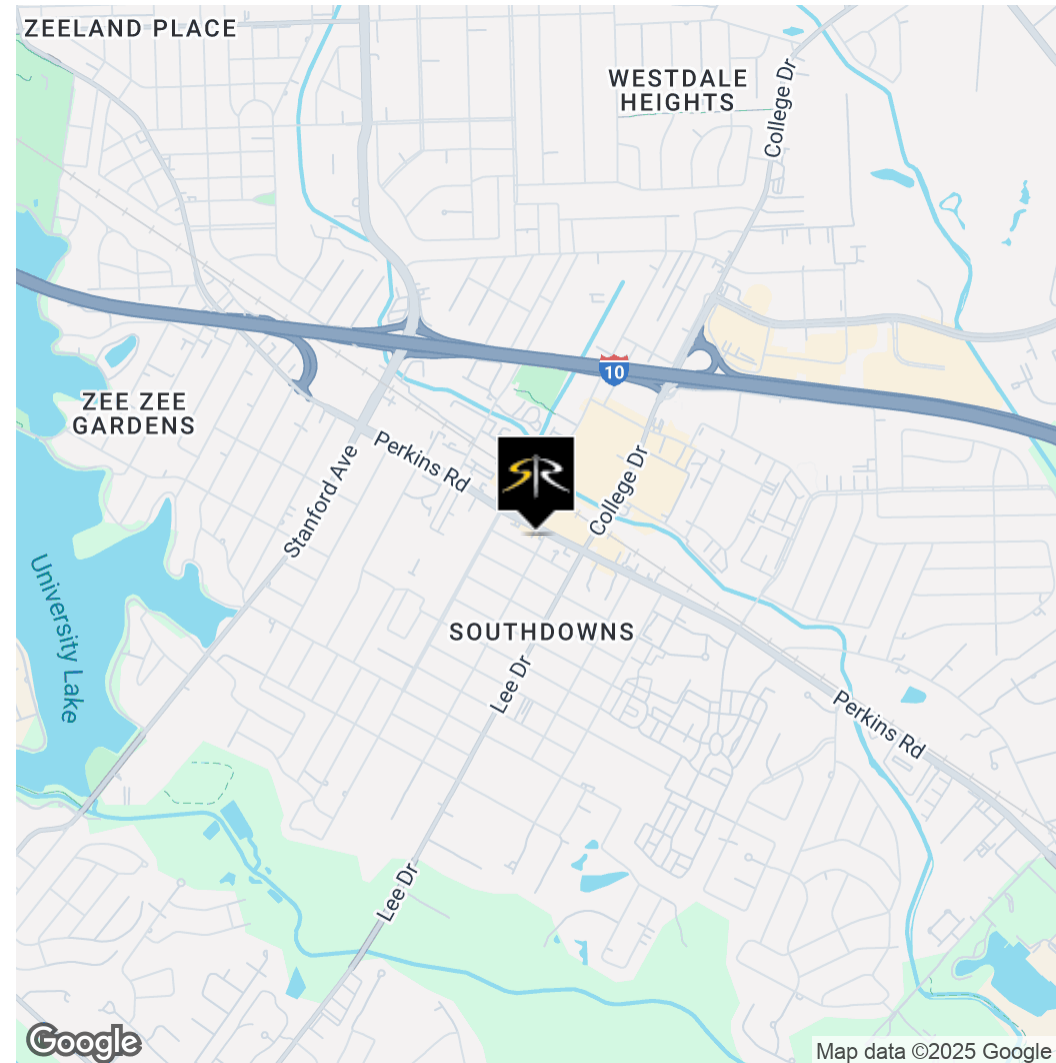 ZEELAND PLACE
WESTDALE
HEIGHTS
College Dr
10
ZEE ZEE
GARDENS
Perkins Rd
Stanford Ave
SR
College Dr
University Lake
SOUTHDOWNS
Lee Dr
Perkins Rd
Lee Dr
Google
Map data ©2025 Google